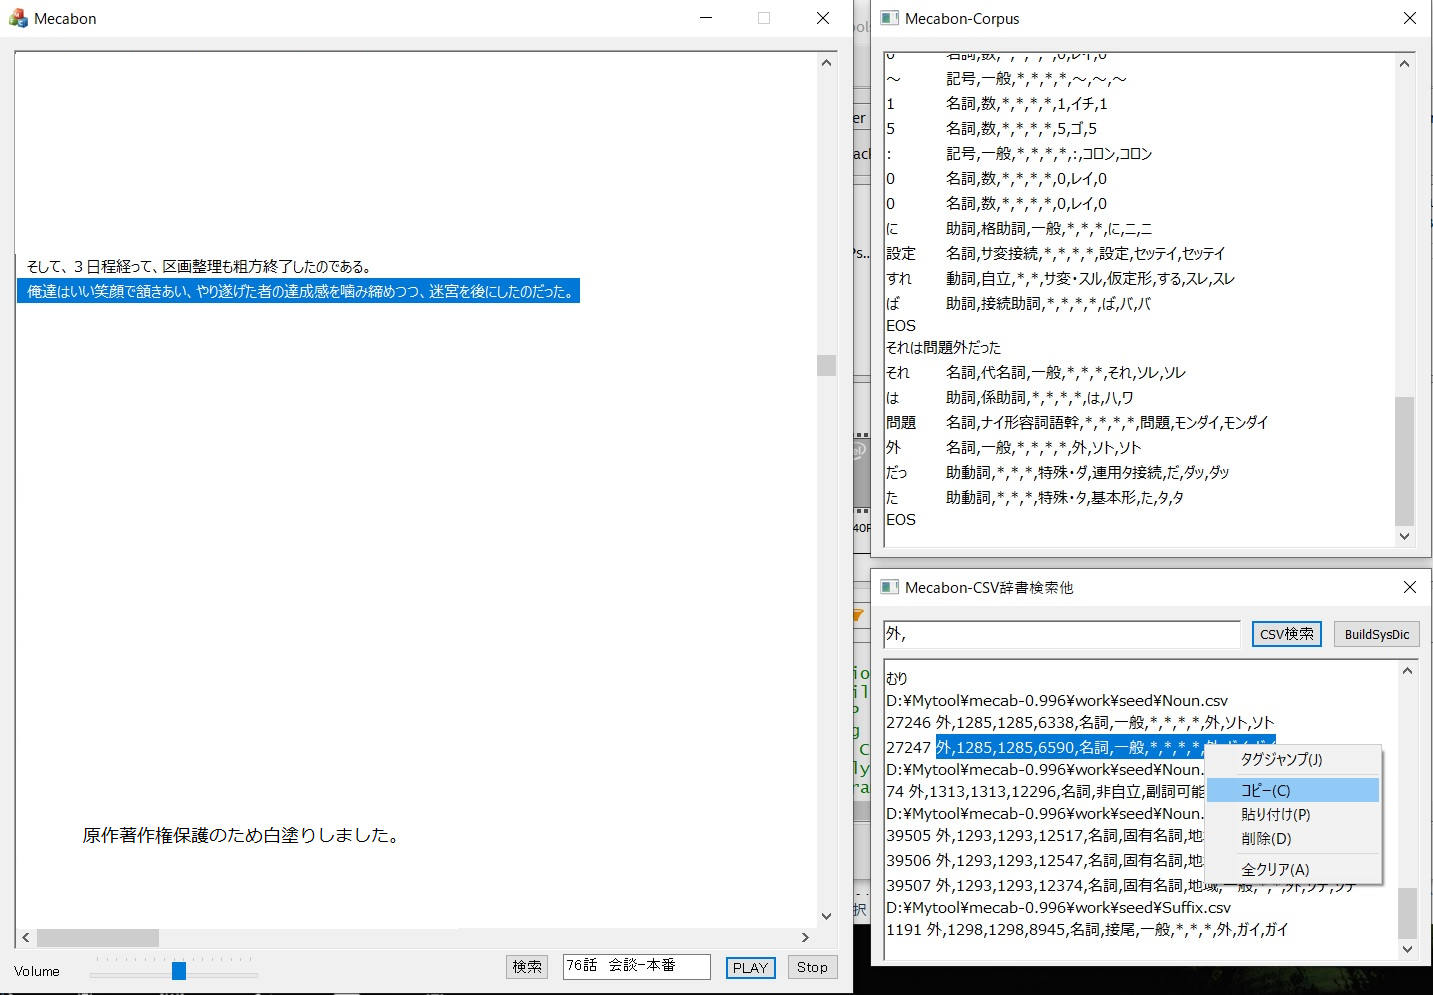 Mecabon
そして、３日程経って、区画整理も粗方終了したのである。
俺達はいい笑顔で頷きあい、やり遂げた者の達成感を噛み締めつつ、迷宮を後にしたのだった。
原作著作権保護のため白塗りしました。
Volume
検索
76話　会談−本番
PLAY
Stop
Mecabon-Corpus
0 名詞,数,*,*,*,*,0,レイ,0
～ 記号,一般,*,*,*,*,～,～,～
1 名詞,数,*,*,*,*,1,イチ,1
5 名詞,数,*,*,*,*,5,ゴ,5
: 記号,一般,*,*,*,*,:,コロン,コロン
0 名詞,数,*,*,*,*,0,レイ,0
0 名詞,数,*,*,*,*,0,レイ,0
に 助詞,格助詞,一般,*,*,*,に,ニ,ニ
設定 名詞,サ変接続,*,*,*,*,設定,セッテイ,セッテイ
すれ 動詞,自立,*,*,サ変・スル,仮定形,する,スレ,スレ
ば 助詞,接続助詞,*,*,*,*,ば,バ,バ
EOS
それは問題外だった
それ 名詞,代名詞,一般,*,*,*,それ,ソレ,ソレ
は 助詞,係助詞,*,*,*,*,は,ハ,ワ
問題 名詞,ナイ形容詞語幹,*,*,*,*,問題,モンダイ,モンダイ
外 名詞,一般,*,*,*,*,外,ソト,ソト
だっ 助動詞,*,*,*,特殊・ダ,連用タ接続,だ,ダッ,ダッ
た 助動詞,*,*,*,特殊・タ,基本形,た,タ,タ
EOS
Mecabon-CSV辞書検索他
外,
CSV検索
BuildSysDic
むり
D:¥Mytool¥mecab-0.996¥work¥seed¥Noun.csv
27246 外,1285,1285,6338,名詞,一般,*,*,*,*,外,ソト,ソト
27247 外,1285,1285,6590,名詞,一般,*,*,*,*,
D:¥Mytool¥mecab-0.996¥work¥seed¥Noun.
74 外,1313,1313,12296,名詞,非自立,副詞可能
D:¥Mytool¥mecab-0.996¥work¥seed¥Noun.
39505 外,1293,1293,12517,名詞,固有名詞,地
39506 外,1293,1293,12547,名詞,固有名詞,地
39507 外,1293,1293,12374,名詞,固有名詞,地域,一般
D:¥Mytool¥mecab-0.996¥work¥seed¥Suffix.csv
1191 外,1298,1298,8945,名詞,接尾,一般,*,*,*,外,ガイ,ガイ
タグジャンプ(J)
コピー(C)
貼り付け(P)
削除(D)
全クリア(A)